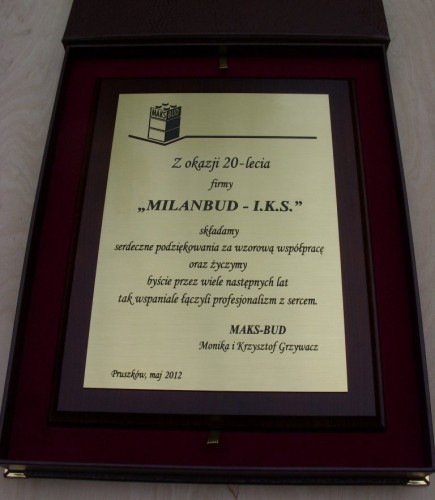 MAKS-BUD
Z okazji 20-lecia
firmy
„MILANBUD - I.K.S.”
składamy
serdeczne podziękowania za wzorową współpracę
oraz życzymy
byście przez wiele następnych lat
tak wspaniale łączyli profesjonalizm z sercem.
MAKS-BUD
Monika i Krzysztof Grzywacz
Pruszków, maj 2012